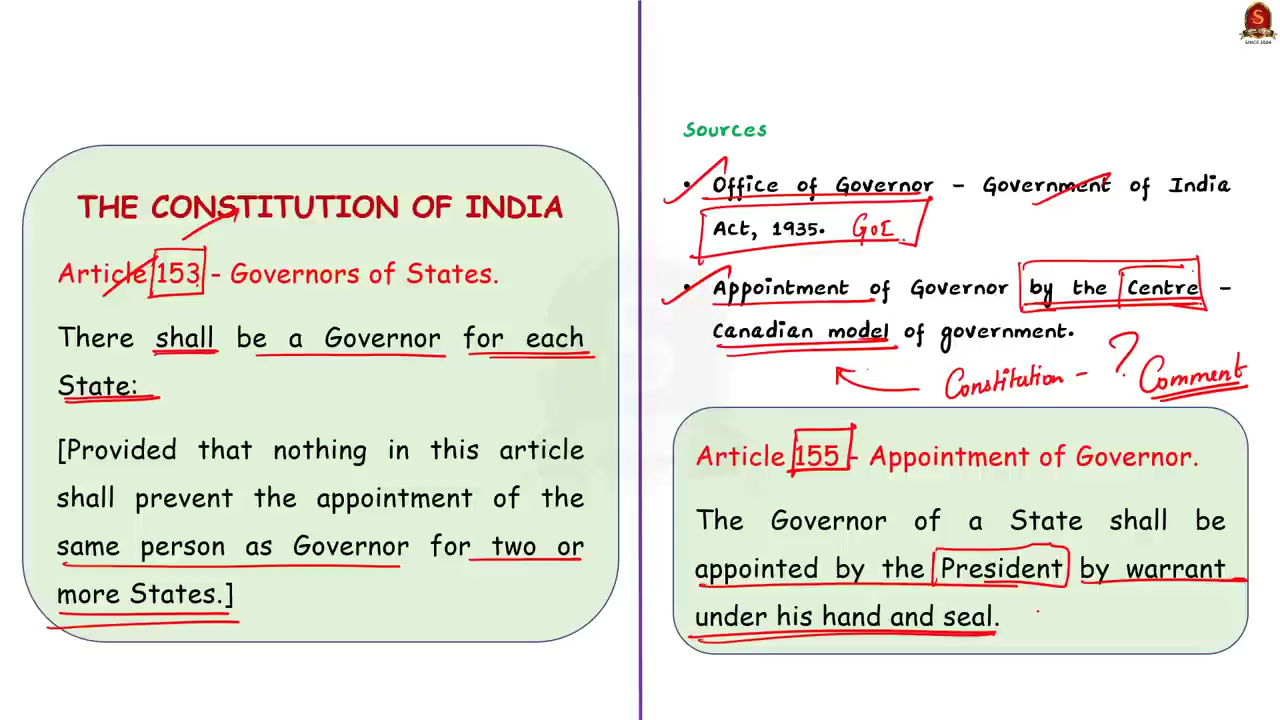 THE CONSTITUTION OF INDIA
Article 153 - Governors of States.
There shall be a Governor for each
State:
[Provided that nothing in this article
shall prevent the appointment of the
same person as Governor for two or
more States.]
S
SINCE 2004
Sources
• Office of Governor - Government of India
Act, 1935. GoI
• Appointment of Governor by the Centre -
Canadian model of government.
Constitution - ? Comment
Article 155 - Appointment of Governor.
The Governor of a State shall be
appointed by the President by warrant
under his hand and seal.